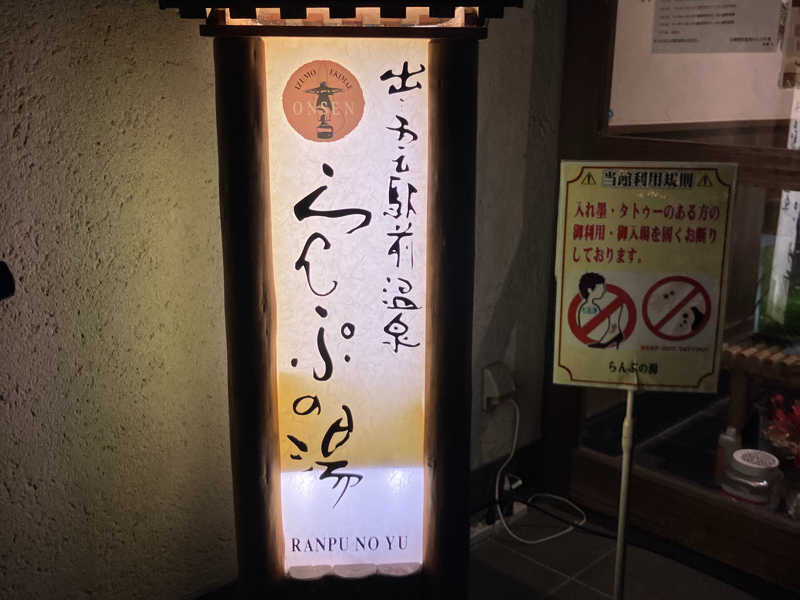 IZUMO EKIMAE
ONSEN
出雲駅前温泉
らんぷの湯
RANPU NO YU
当館利用規則
入れ墨・タトゥーのある方の
御利用・御入場を固くお断り
しております。
らんぷの湯